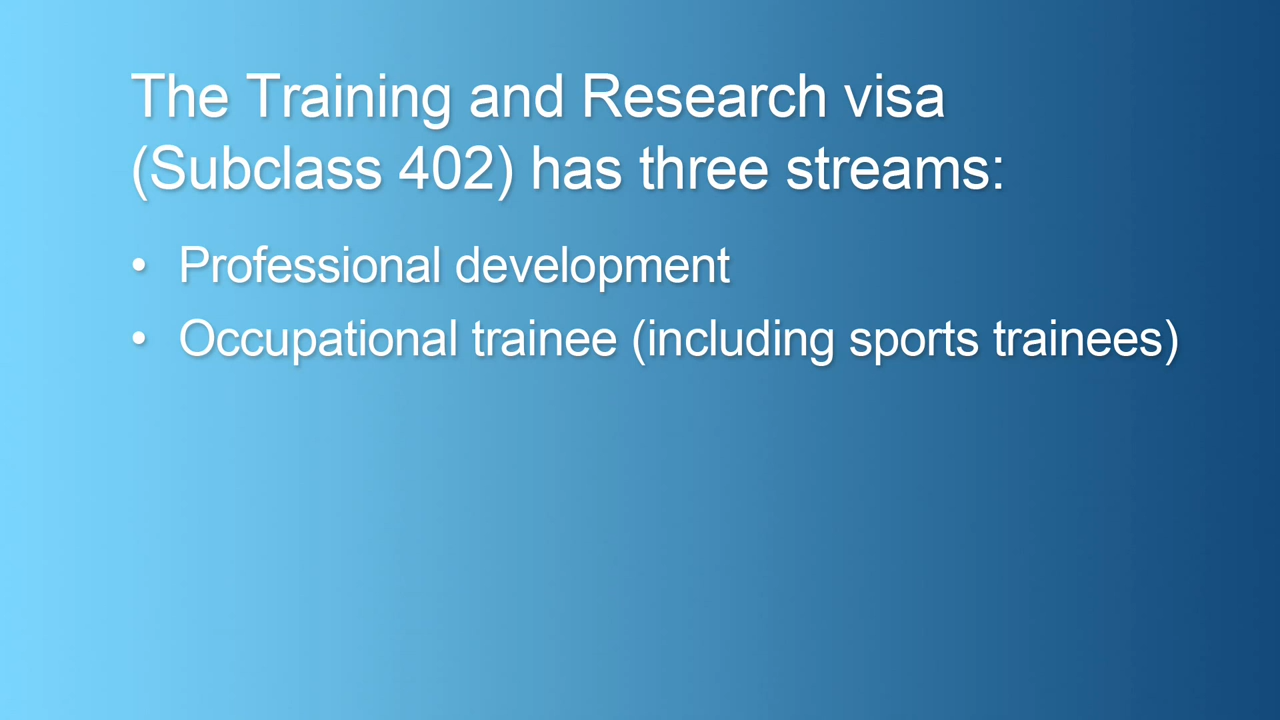 The Training and Research visa
(Subclass 402) has three streams:
• Professional development
• Occupational trainee (including sports trainees)